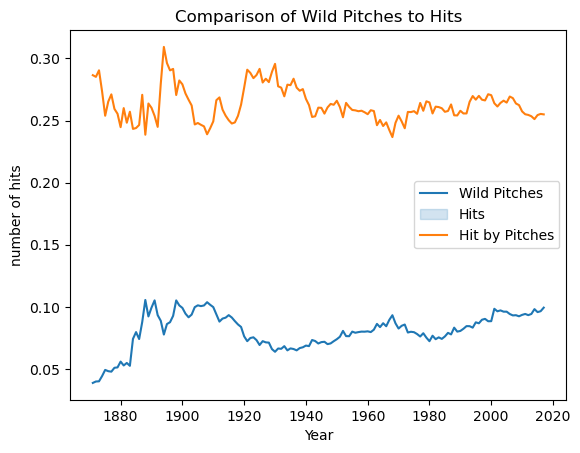 Comparison of Wild Pitches to Hits
number of hits
0.30
0.25
0.20
0.15
0.10
0.05
Wild Pitches
Hits
Hit by Pitches
1880
1900
1920
1940
1960
1980
2000
2020
Year